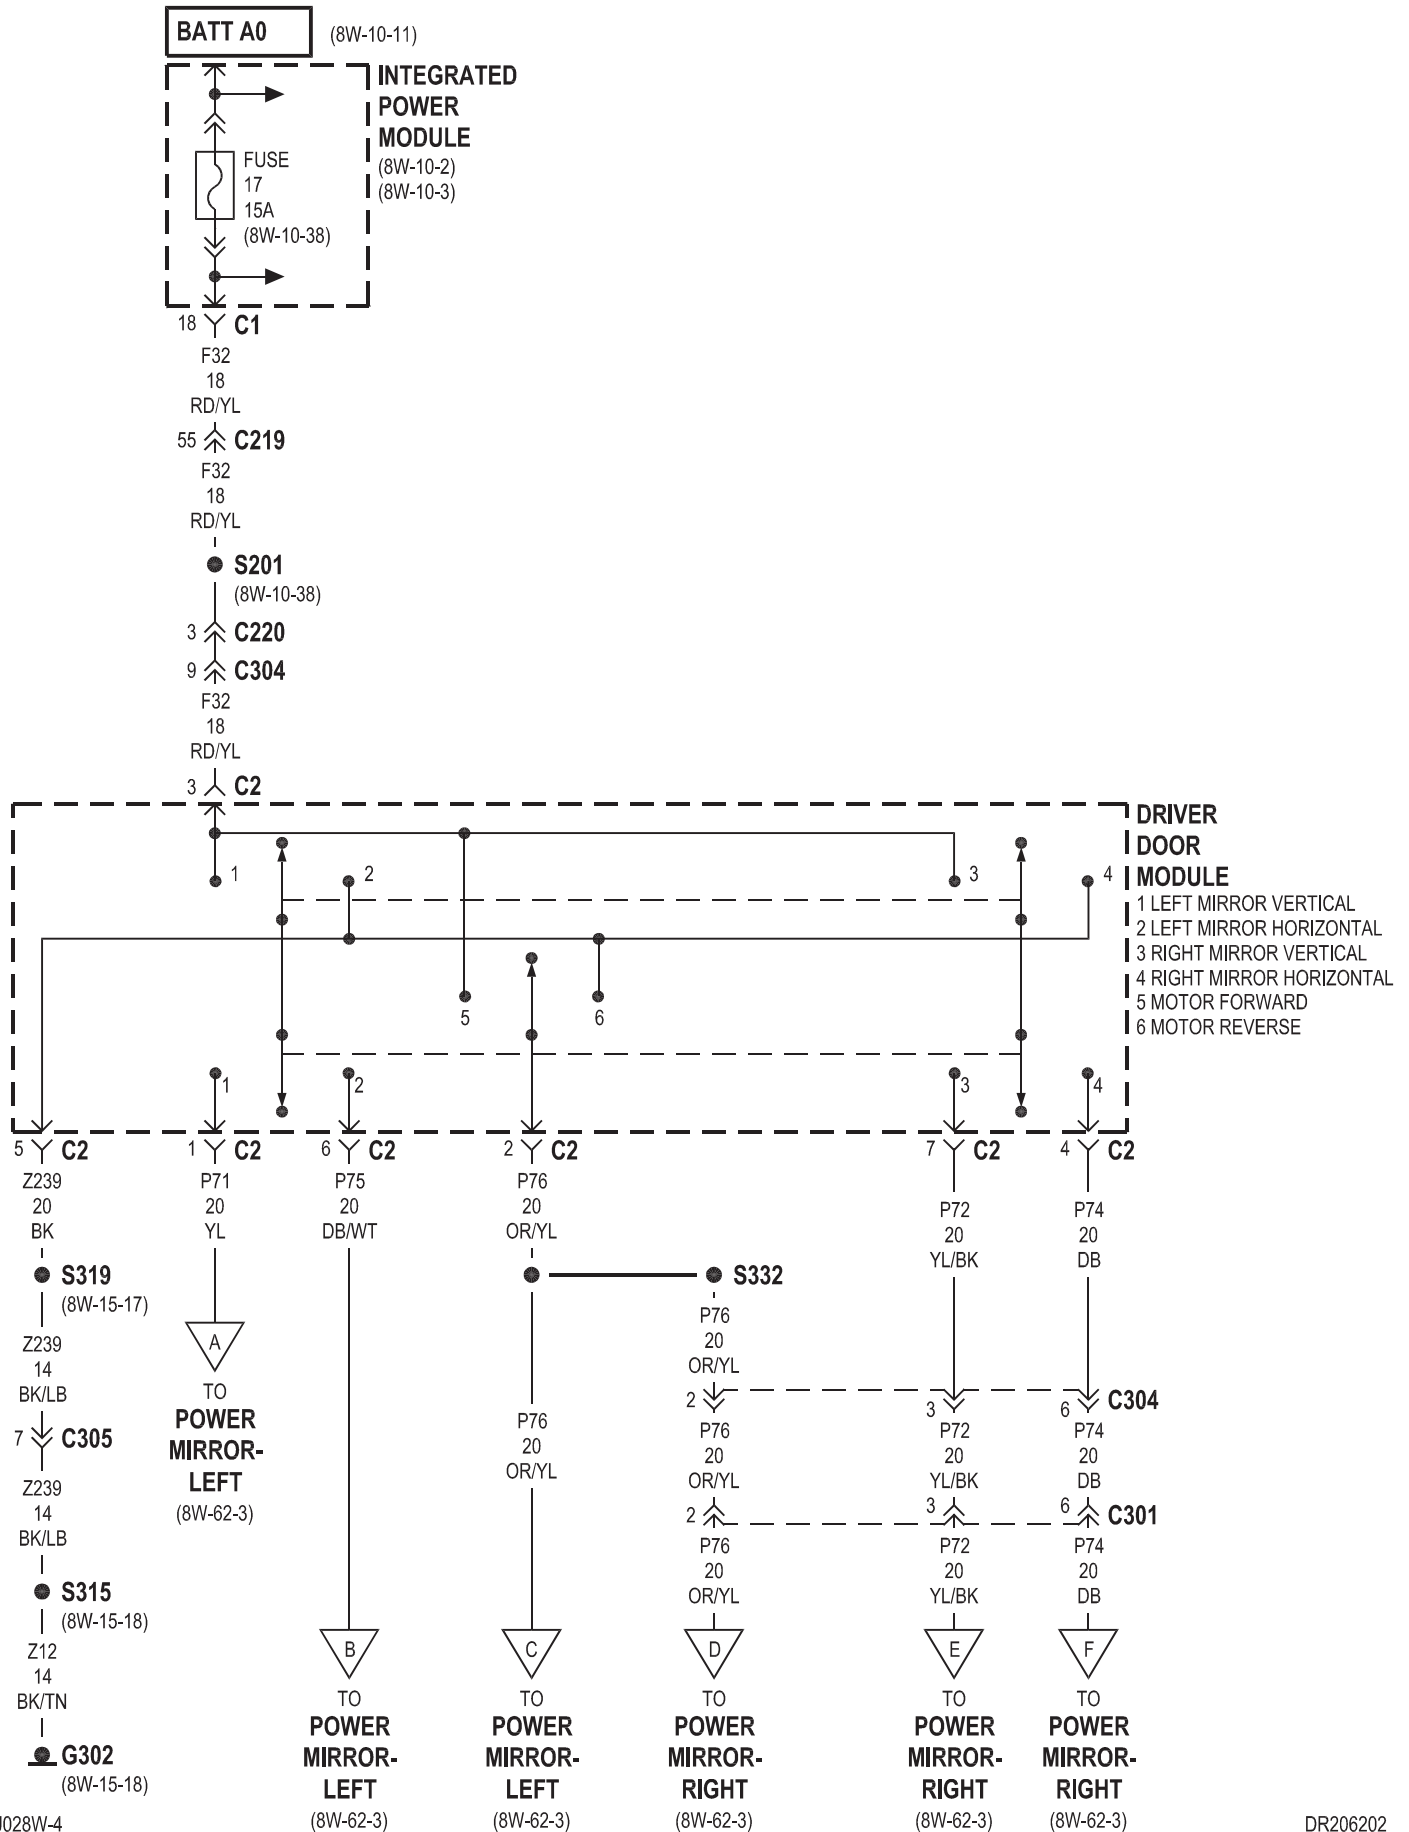 BATT A0
(8W-10-11)
INTEGRATED
POWER
MODULE
(8W-10-2)
(8W-10-3)
FUSE
17
15A
(8W-10-38)
18 C1
F32
18
RD/YL
55 C219
F32
18
RD/YL
S201
(8W-10-38)
3 C220
9 C304
F32
18
RD/YL
3 C2
DRIVER
DOOR
MODULE
1 LEFT MIRROR VERTICAL
2 LEFT MIRROR HORIZONTAL
3 RIGHT MIRROR VERTICAL
4 RIGHT MIRROR HORIZONTAL
5 MOTOR FORWARD
6 MOTOR REVERSE
1 2 3 4
5 6
1 2 3 4
5 C2
Z239
20
BK
S319
(8W-15-17)
Z239
14
BK/LB
7 C305
Z239
14
BK/LB
S315
(8W-15-18)
Z12
14
BK/TN
G302
(8W-15-18)
1 C2
P71
20
YL
A
TO
POWER
MIRROR-
LEFT
(8W-62-3)
6 C2
P75
20
DB/WT
B
TO
POWER
MIRROR-
LEFT
(8W-62-3)
2 C2
P76
20
OR/YL
P76
20
OR/YL
C
TO
POWER
MIRROR-
LEFT
(8W-62-3)
S332
P76
20
OR/YL
2
P76
20
OR/YL
2
P76
20
OR/YL
D
TO
POWER
MIRROR-
RIGHT
(8W-62-3)
7 C2
P72
20
YL/BK
3
P72
20
YL/BK
3
P72
20
YL/BK
E
TO
POWER
MIRROR-
RIGHT
(8W-62-3)
4 C2
P74
20
DB
6 C304
P74
20
DB
6 C301
P74
20
DB
F
TO
POWER
MIRROR-
RIGHT
(8W-62-3)
028W-4
DR206202